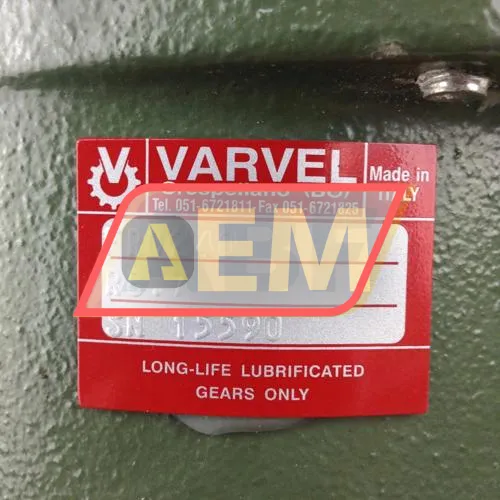 V VARVEL
Made in
ITALY
Crespellano (BO)
Tel. 051-6721811 Fax 051-6721825
AEM
SN 15590
LONG-LIFE LUBRIFICATED
GEARS ONLY